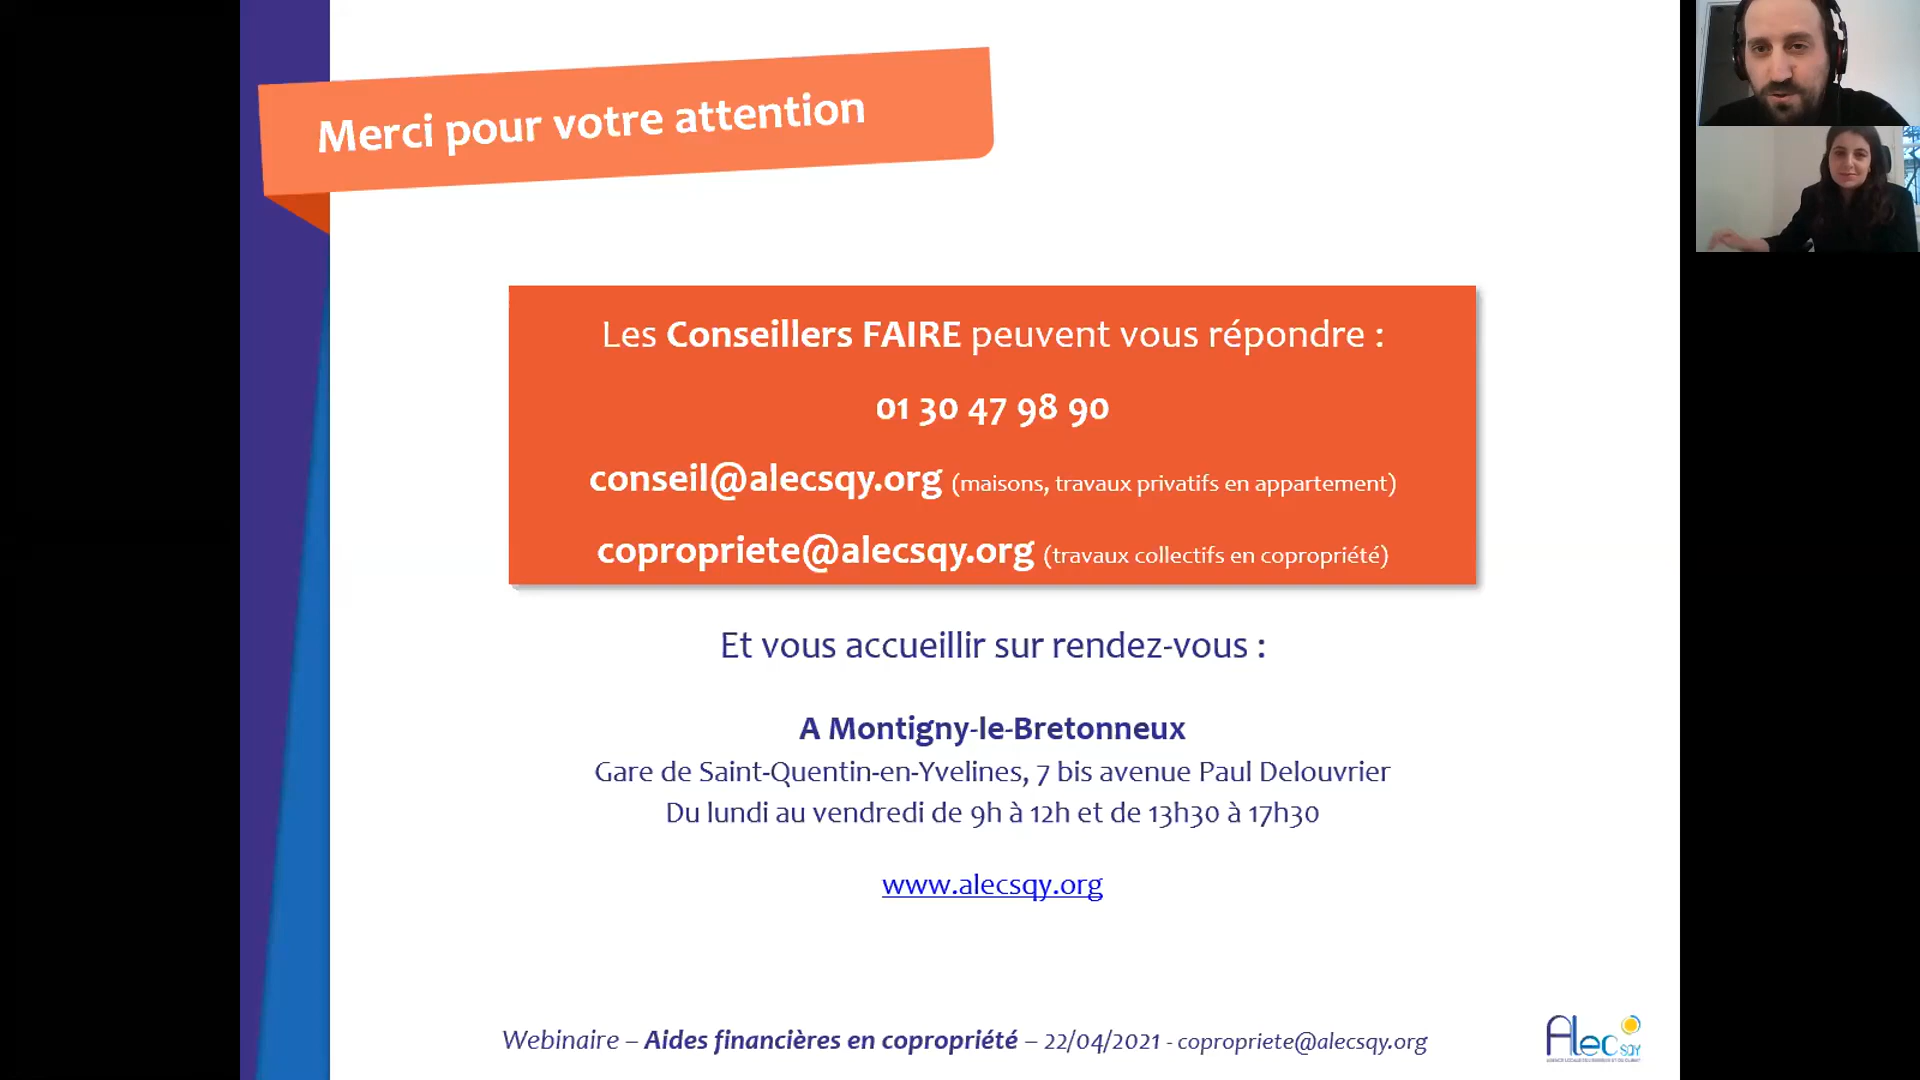 Merci pour votre attention
Les Conseillers FAIRE peuvent vous répondre :
01 30 47 98 90
conseil@alecsqy.org (maisons, travaux privatifs en appartement)
copropriete@alecsqy.org (travaux collectifs en copropriété)
Et vous accueillir sur rendez-vous :
A Montigny-le-Bretonneux
Gare de Saint-Quentin-en-Yvelines, 7 bis avenue Paul Delouvrier
Du lundi au vendredi de 9h à 12h et de 13h30 à 17h30
www.alecsqy.org
Webinaire – Aides financières en copropriété – 22/04/2021 - copropriete@alecsqy.org
Alec SQY